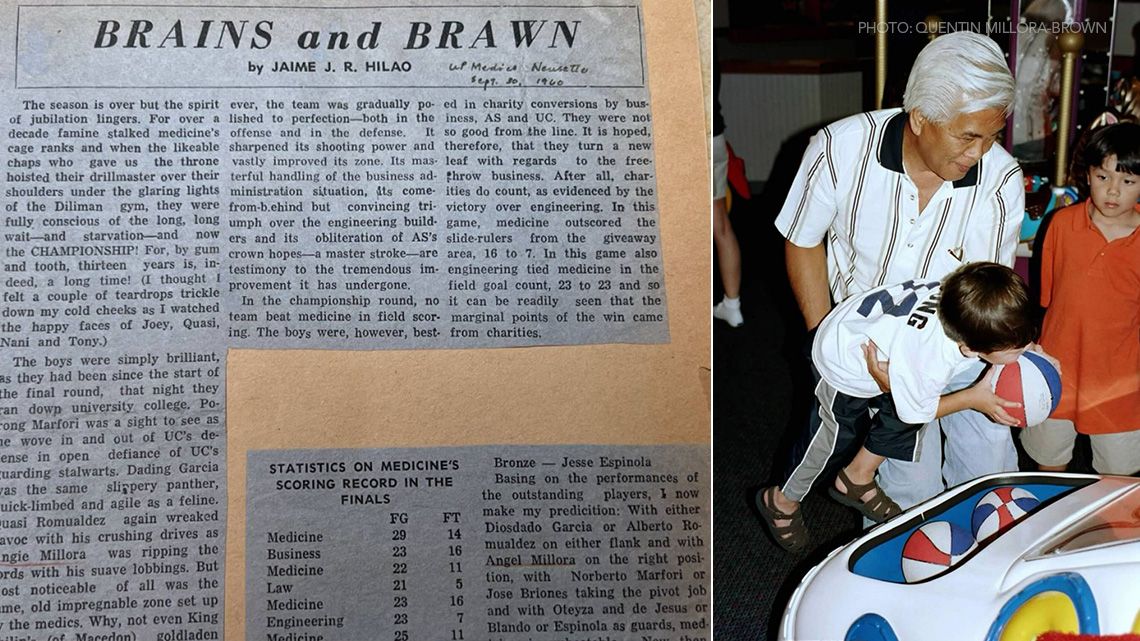 BRAINS and BRAWN
by JAIME J. R. HILAO
UP Medics Newsette
Sept. 30, 1960
The season is over but the spirit
of jubilation lingers. For over a
decade famine stalked medicine's
cage ranks and when the likeable
chaps who gave us the throne
hoisted their drillmaster over their
shoulders under the glaring lights
of the Diliman gym, they were
fully conscious of the long, long
wait—and starvation—and now
the CHAMPIONSHIP! For, by gum
and tooth, thirteen years is, in-
deed, a long time! (I thought I
felt a couple of teardrops trickle
down my cold cheeks as I watched
the happy faces of Joey, Quasi,
Nani and Tony.)
The boys were simply brilliant,
as they had been since the start of
the final round, that night they
ran down university college. Po-
rong Marfori was a sight to see as
he wove in and out of UC's de-
ense in open defiance of UC's
uarding stalwarts. Dading Garcia
was the same slippery panther,
uick-limbed and agile as a feline.
Quasi Romualdez again wreaked
avoc with his crushing drives as
ngie Millora was ripping the
ords with his suave lobbings. But
ost noticeable of all was the
ame, old impregnable zone set up
y the medics. Why, not even King
hilip's (of Macedon) goldladen
ever, the team was gradually po-
lished to perfection—both in the
offense and in the defense. It
sharpened its shooting power and
vastly improved its zone. Its mas-
terful handling of the business ad-
ministration situation, its come-
from-b.ehind but convincing tri-
umph over the engineering build-
ers and its obliteration of AS's
crown hopes—a master stroke—are
testimony to the tremendous im-
provement it has undergone.
In the championship round, no
team beat medicine in field scor-
ing. The boys were, however, best-
ed in charity conversions by bus-
iness, AS and UC. They were not
so good from the line. It is hoped,
therefore, that they turn a new
leaf with regards to the free-
throw business. After all, char-
ities do count, as evidenced by the
victory over engineering. In this
game, medicine outscored the
slide-rulers from the giveaway
area, 16 to 7. In this game also
engineering tied medicine in the
field goal count, 23 to 23 and so
it can be readily seen that the
marginal points of the win came
from charities.
STATISTICS ON MEDICINE'S
SCORING RECORD IN THE
FINALS
FG FT
Medicine 29 14
Business 23 16
Medicine 22 11
Law 21 5
Medicine 23 16
Engineering 23 7
Medicine 25 11
Bronze — Jesse Espinola
Basing on the performances of
the outstanding players, I now
make my predicition: With either
Diosdado Garcia or Alberto Ro-
mualdez on either flank and with
Angel Millora on the right posi-
tion, with Norberto Marfori or
Jose Briones taking the pivot job
and with Oteyza and de Jesus or
Blando or Espinola as guards, med-
PHOTO: QUENTIN MILLORA-BROWN